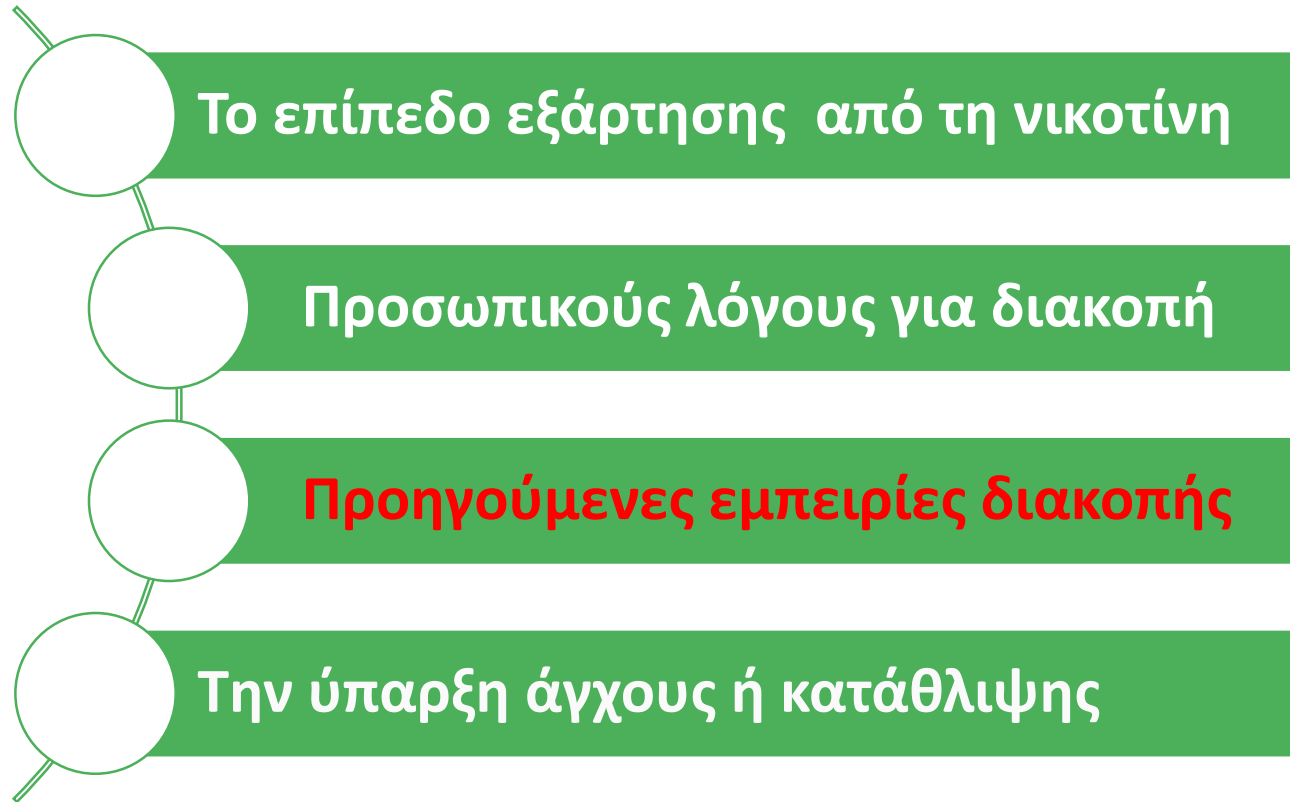 Το επίπεδο εξάρτησης από τη νικοτίνη
Προσωπικούς λόγους για διακοπή
Προηγούμενες εμπειρίες διακοπής
Την ύπαρξη άγχους ή κατάθλιψης